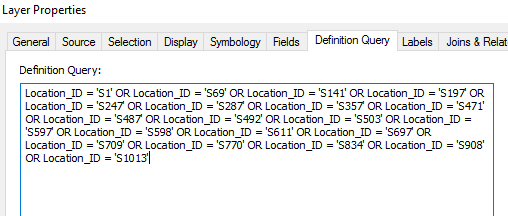 Layer Properties
General Source Selection Display Symbology Fields Definition Query Labels Joins & Relat
Definition Query:
Location_ID = 'S1' OR Location_ID = 'S69' OR Location_ID = 'S141' OR Location_ID = 'S197' OR
Location_ID = 'S247' OR Location_ID = 'S287' OR Location_ID = 'S357' OR Location_ID = 'S471'
OR Location_ID = 'S487' OR Location_ID = 'S492' OR Location_ID = 'S503' OR Location_ID =
'S597' OR Location_ID = 'S598' OR Location_ID = 'S611' OR Location_ID = 'S697' OR
Location_ID = 'S709' OR Location_ID = 'S770' OR Location_ID = 'S834' OR Location_ID = 'S908'
OR Location_ID = 'S1013'